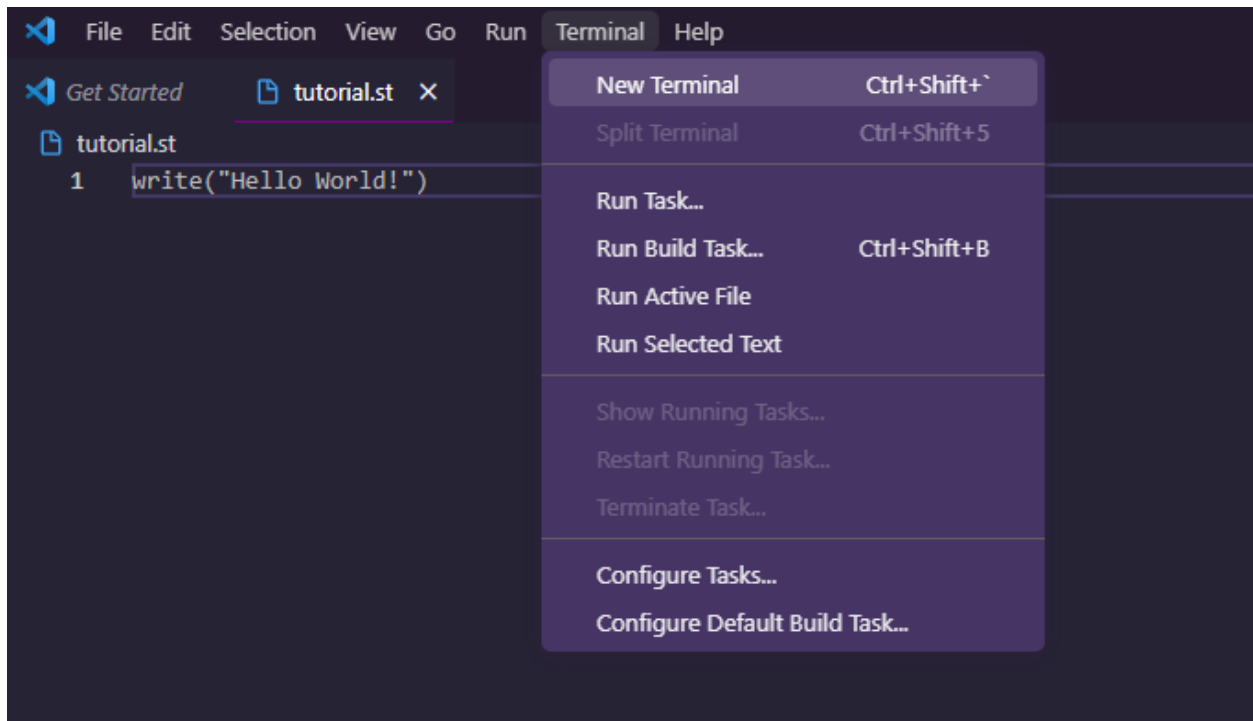 File Edit Selection View Go Run Terminal Help
Get Started tutorial.st ×
tutorial.st
1 write("Hello World!")
New Terminal Ctrl+Shift+`
Split Terminal Ctrl+Shift+5
Run Task...
Run Build Task... Ctrl+Shift+B
Run Active File
Run Selected Text
Show Running Tasks...
Restart Running Task...
Terminate Task...
Configure Tasks...
Configure Default Build Task...